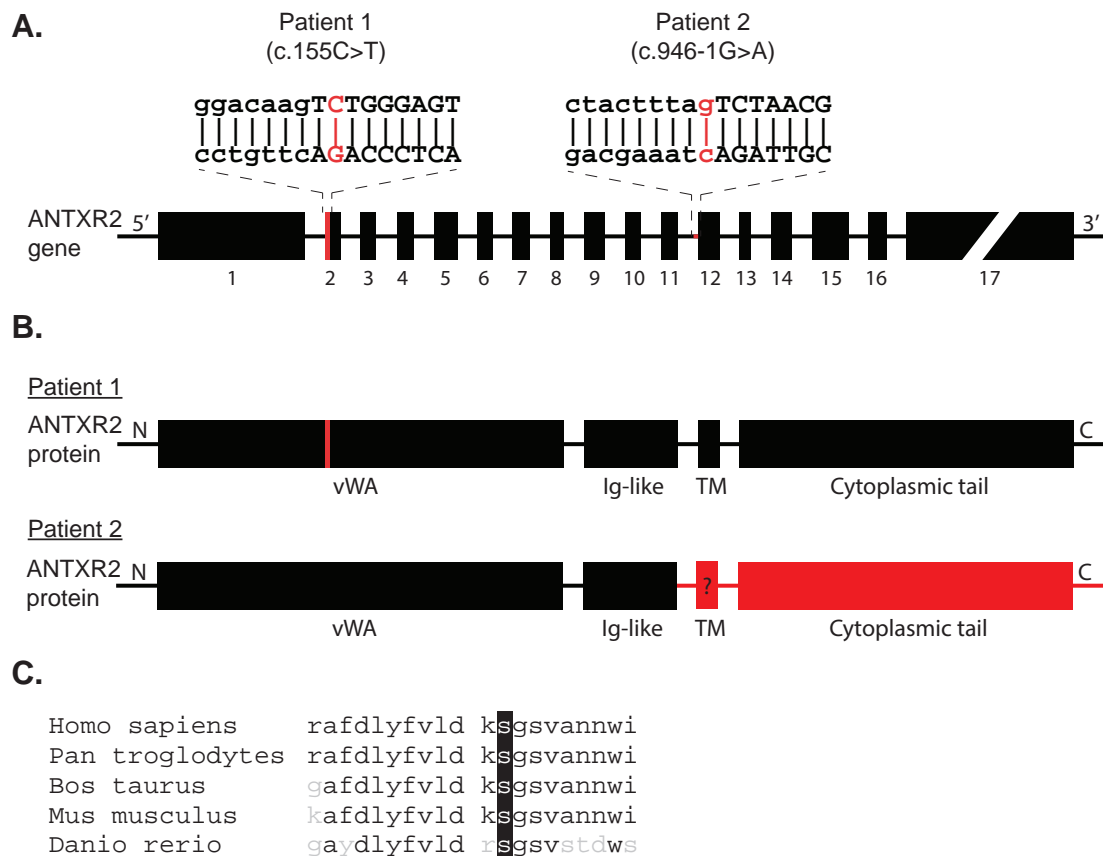 A.
Patient 1
(c.155C>T)
Patient 2
(c.946-1G>A)
ggacaagTCTGGGAGT
cctgttcAGACCCTCA
ctactttagTCTAACG
gacgaaatcAGATTGC
ANTXR2 gene
5′ 3′
1 2 3 4 5 6 7 8 9 10 11 12 13 14 15 16 17
B.
Patient 1
ANTXR2 protein
N C
vWA Ig-like TM Cytoplasmic tail
Patient 2
ANTXR2 protein
N ? C
vWA Ig-like TM Cytoplasmic tail
C.
Homo sapiens rafdlyfvld ksgsvannwi
Pan troglodytes rafdlyfvld ksgsvannwi
Bos taurus gafdlyfvld ksgsvannwi
Mus musculus kafdlyfvld ksgsvannwi
Danio rerio gaydlyfvld rsgsvstdws